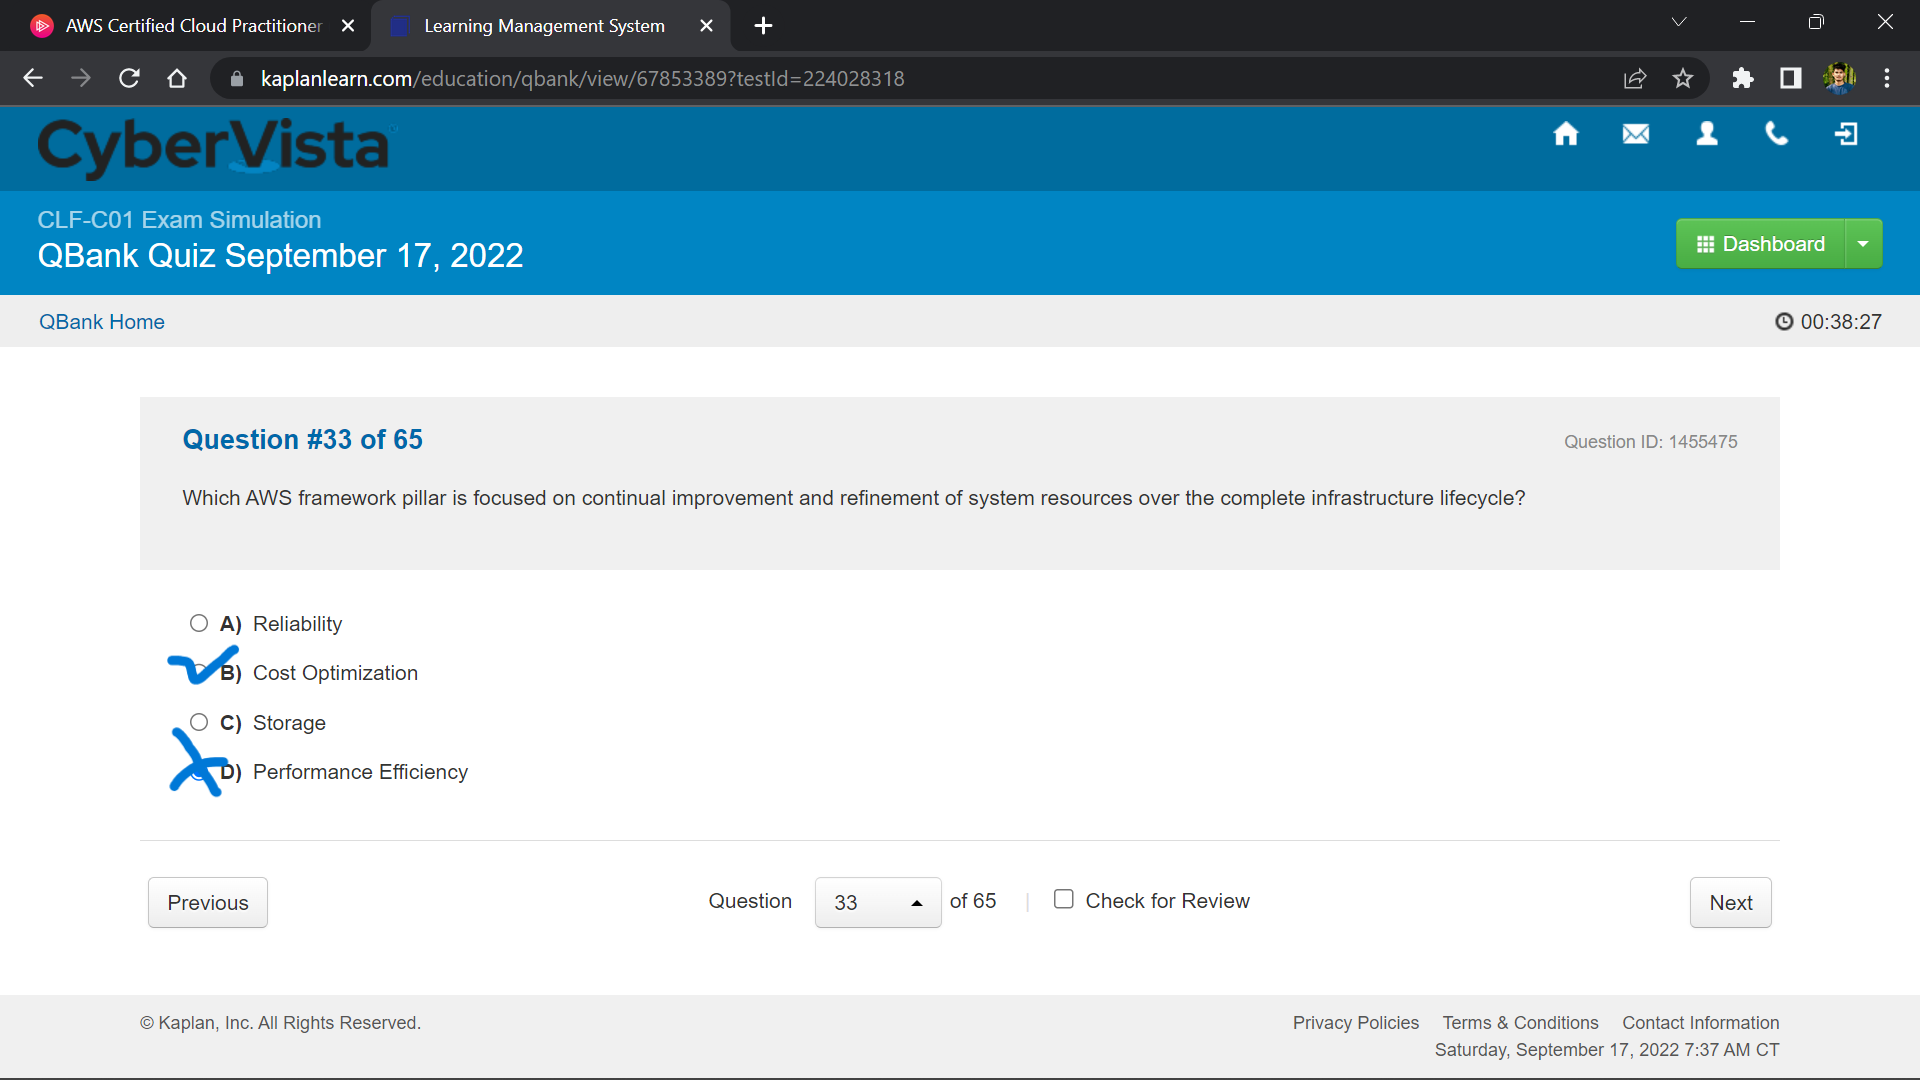 AWS Certified Cloud Practitioner
Learning Management System
kaplanlearn.com/education/qbank/view/67853389?testId=224028318
CyberVista
CLF-C01 Exam Simulation
QBank Quiz September 17, 2022
Dashboard
QBank Home
00:38:27
Question #33 of 65
Question ID: 1455475
Which AWS framework pillar is focused on continual improvement and refinement of system resources over the complete infrastructure lifecycle?
A) Reliability
B) Cost Optimization
C) Storage
D) Performance Efficiency
Previous
Question 33 of 65 | Check for Review
Next
© Kaplan, Inc. All Rights Reserved.
Privacy Policies Terms & Conditions Contact Information
Saturday, September 17, 2022 7:37 AM CT